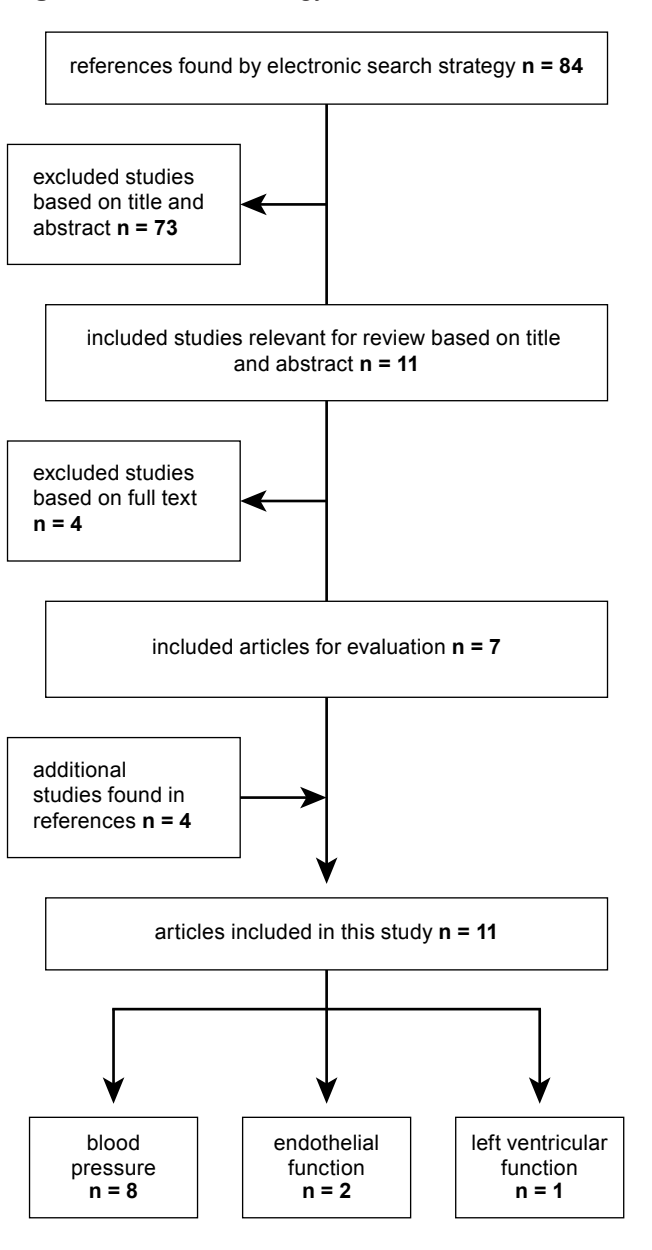 references found by electronic search strategy n = 84
excluded studies
based on title and
abstract n = 73
included studies relevant for review based on title
and abstract n = 11
excluded studies
based on full text
n = 4
included articles for evaluation n = 7
additional
studies found in
references n = 4
articles included in this study n = 11
blood
pressure
n = 8
endothelial
function
n = 2
left ventricular
function
n = 1